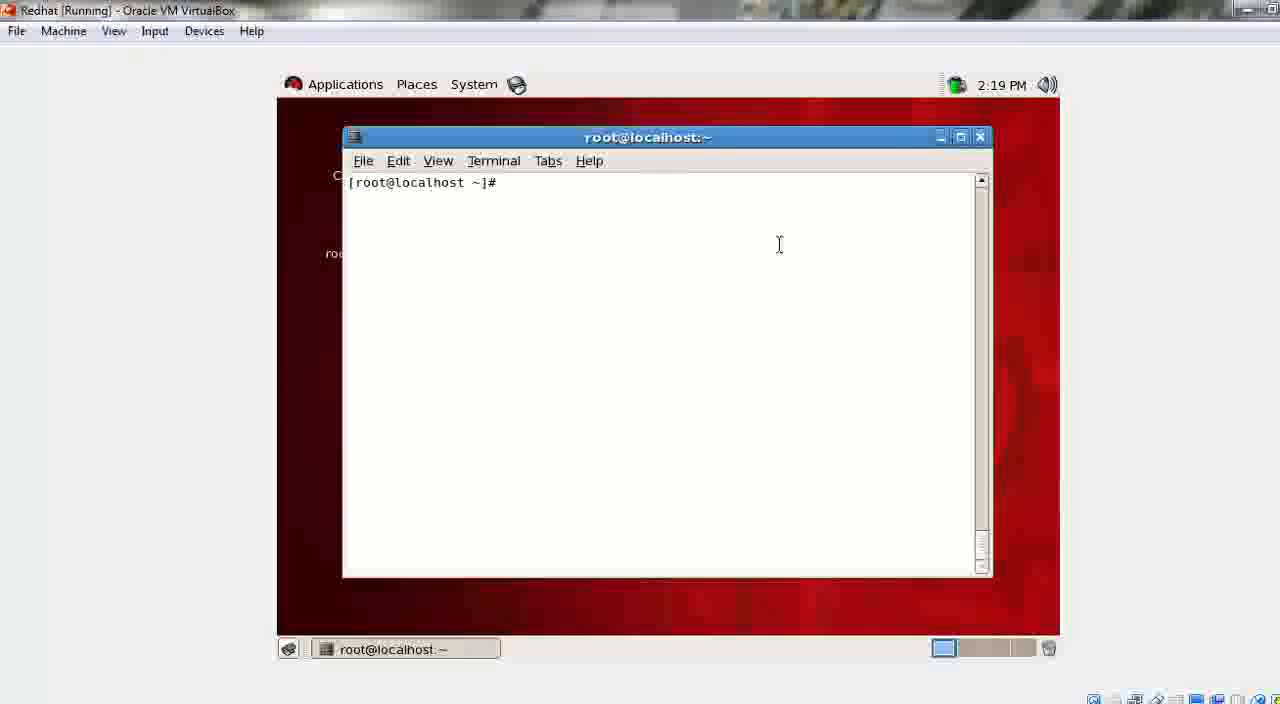 Redhat [Running] - Oracle VM VirtualBox
File Machine View Input Devices Help
Applications Places System 2:19 PM
root@localhost:~
File Edit View Terminal Tabs Help
[root@localhost ~]#
root@localhost:~